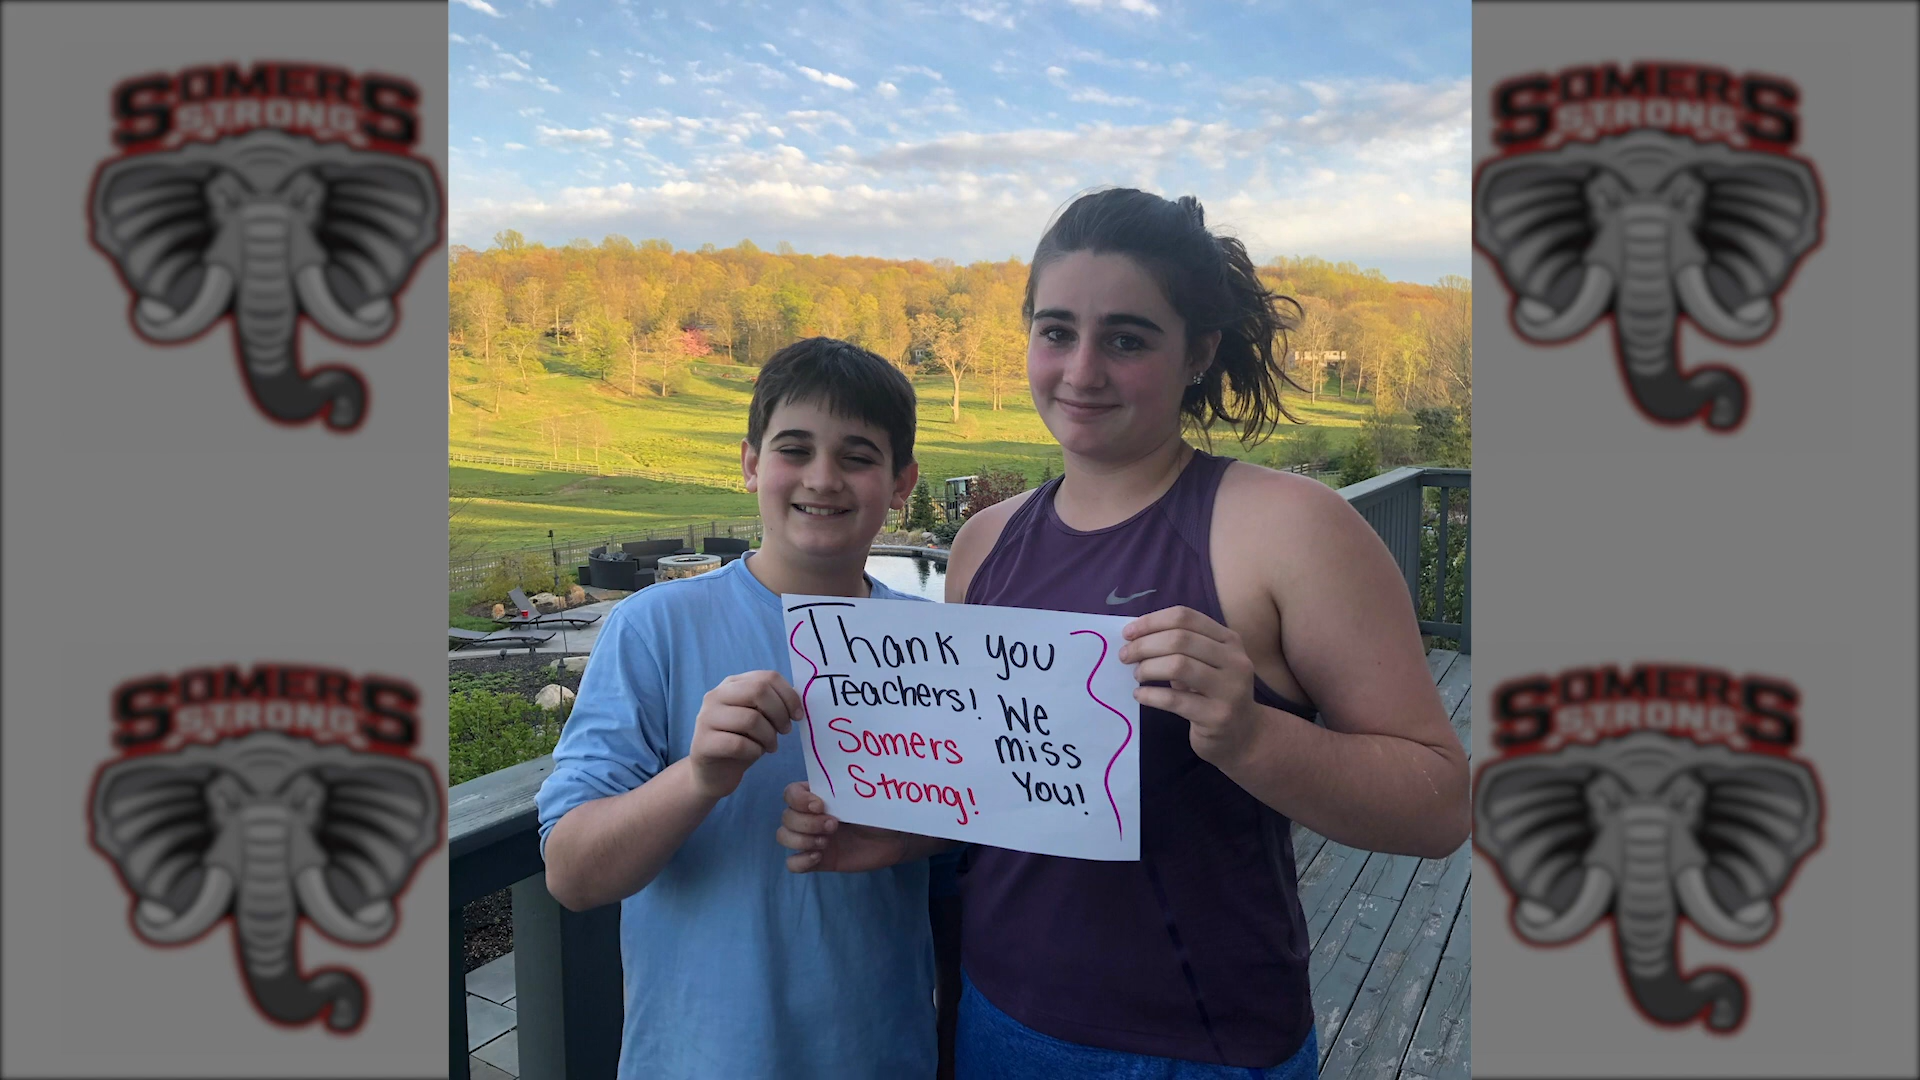 SOMERS
STRONG
SOMERS
STRONG
Thank you
Teachers! We
Somers miss
Strong! You!
SOMERS
STRONG
SOMERS
STRONG